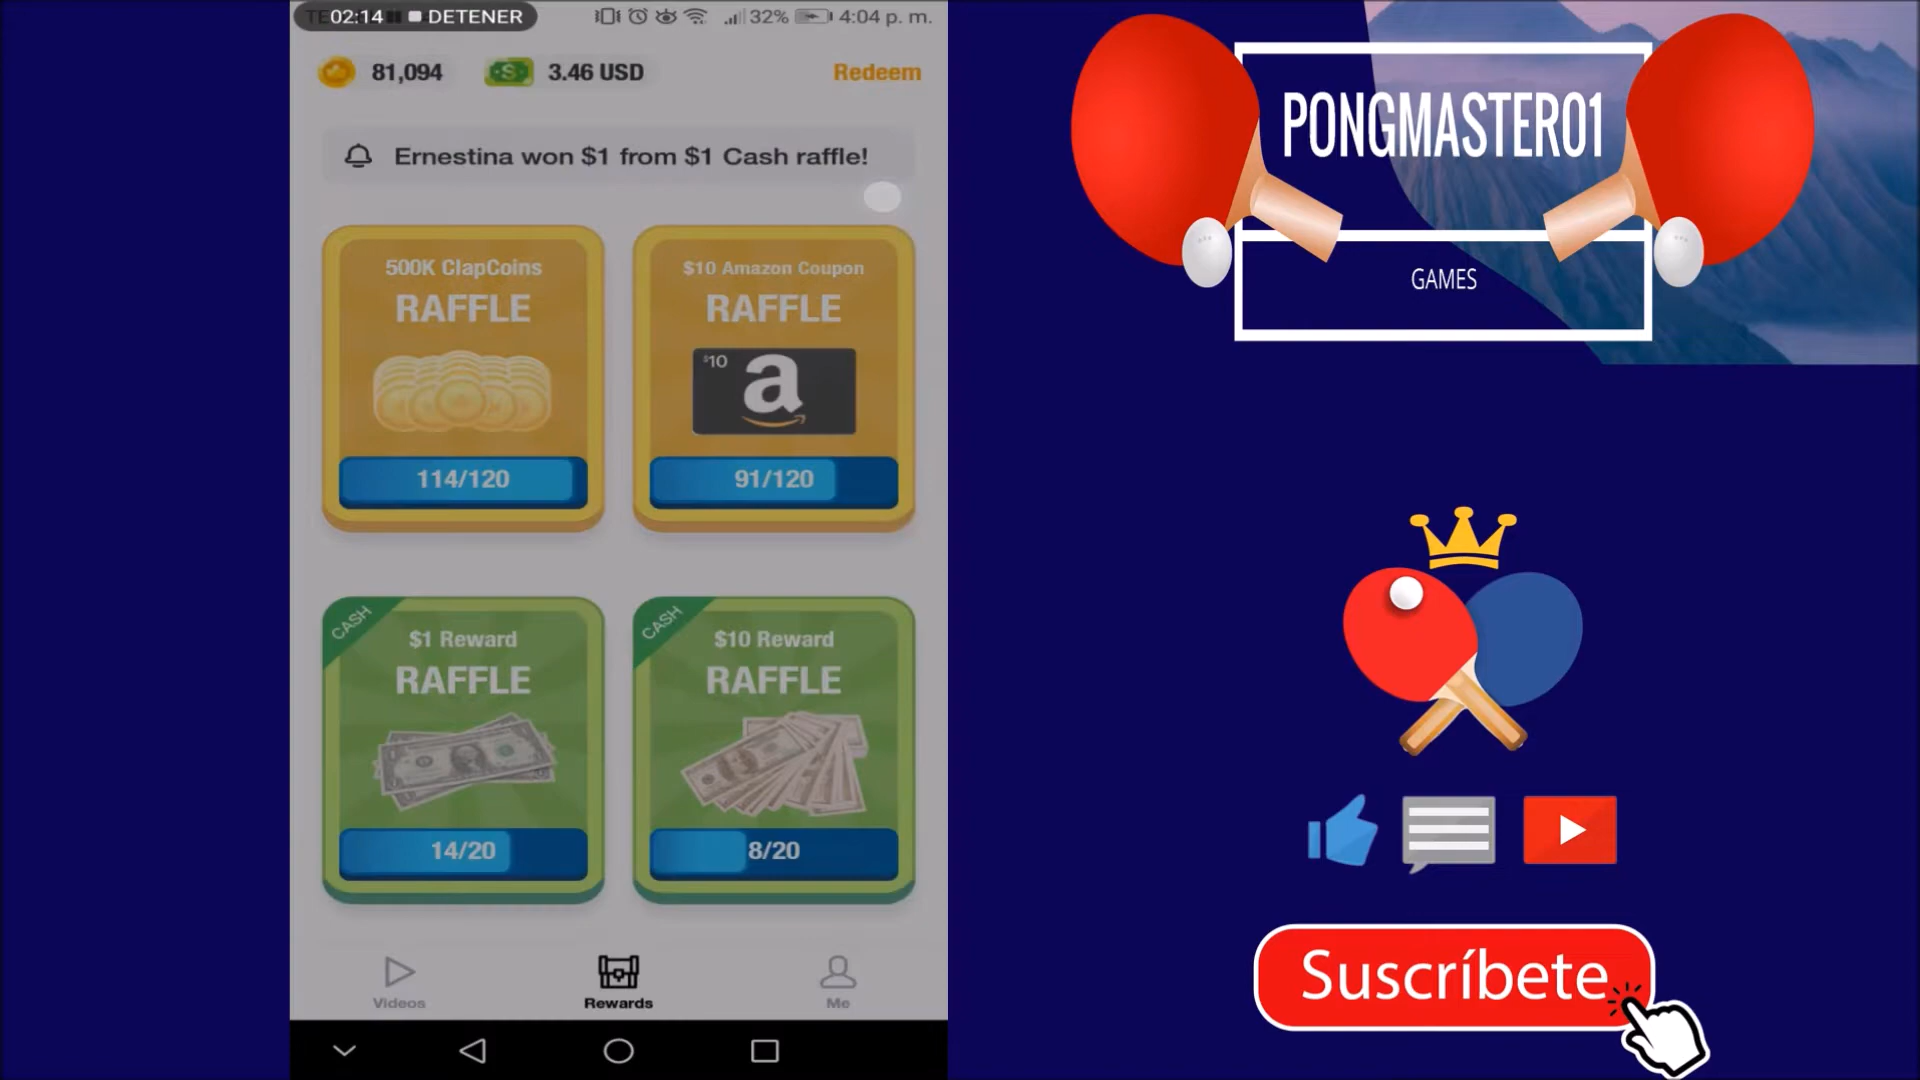 02:14 DETENER
32% 4:04 p. m.
81,094
3.46 USD
Redeem
Ernestina won $1 from $1 Cash raffle!
500K ClapCoins
RAFFLE
114/120
$10 Amazon Coupon
RAFFLE
$10
a
91/120
CASH
$1 Reward
RAFFLE
14/20
CASH
$10 Reward
RAFFLE
8/20
Videos
Rewards
Me
PONGMASTER01
GAMES
Suscríbete